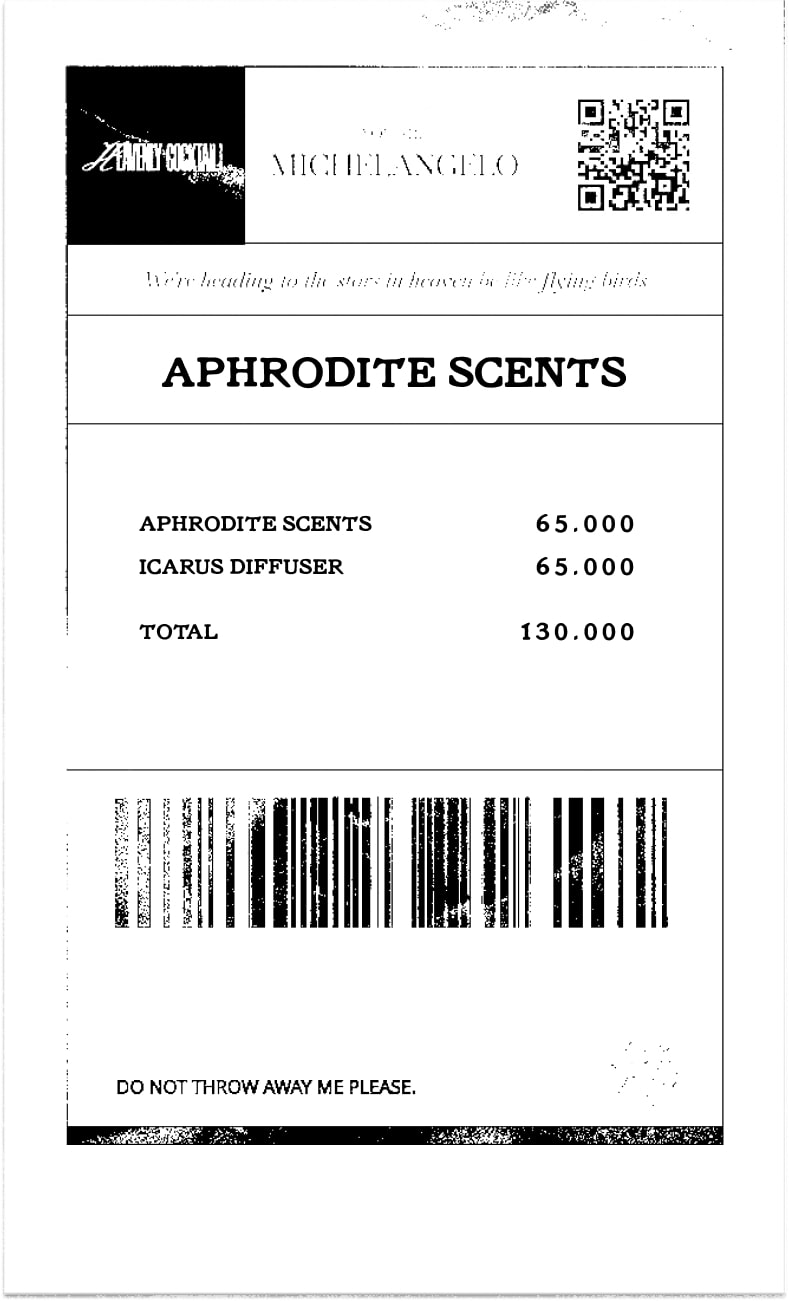 HEAVENLY COCKTAIL
MICHELANGELO
We're heading to the stars in heaven be like flying birds
APHRODITE SCENTS
APHRODITE SCENTS 65.000
ICARUS DIFFUSER 65.000
TOTAL 130.000
DO NOT THROW AWAY ME PLEASE.